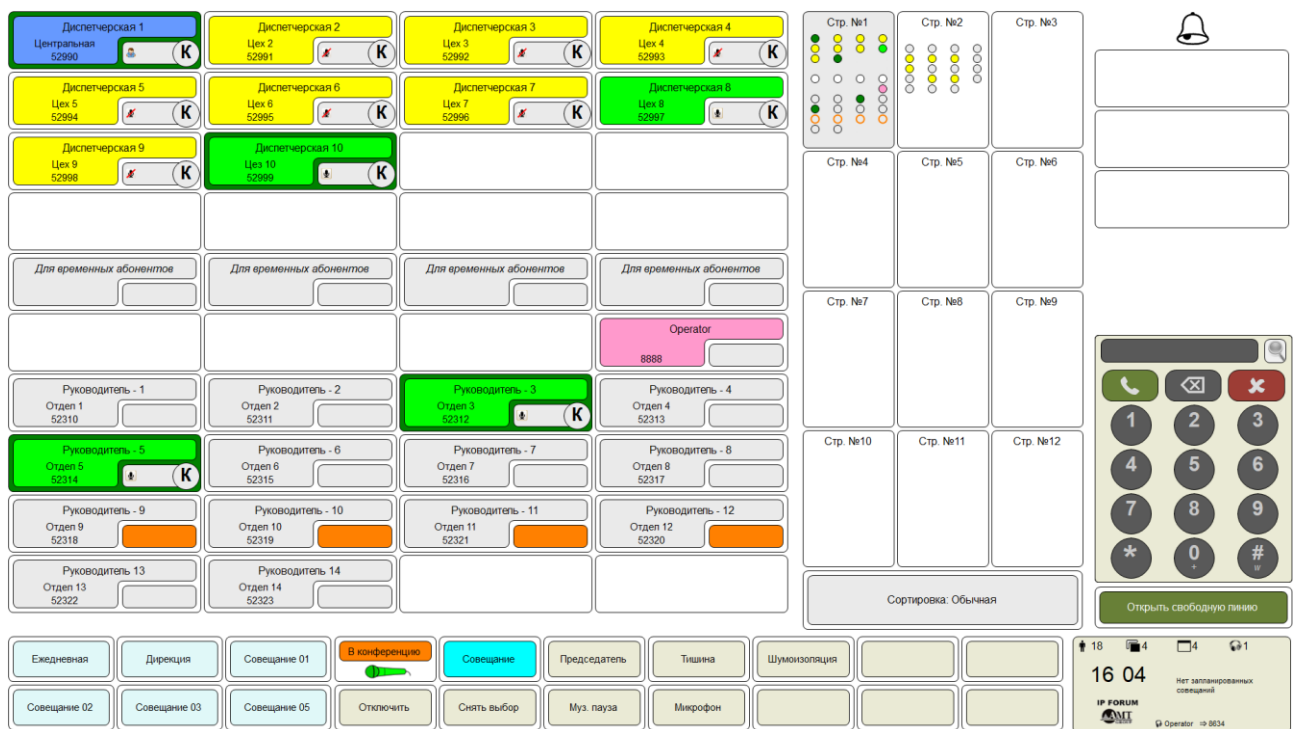 Диспетчерская 1
Центральная
52990
K
Диспетчерская 2
Цех 2
52991
K
Диспетчерская 3
Цех 3
52992
K
Диспетчерская 4
Цех 4
52993
K
Диспетчерская 5
Цех 5
52994
K
Диспетчерская 6
Цех 6
52995
K
Диспетчерская 7
Цех 7
52996
K
Диспетчерская 8
Цех 8
52997
K
Диспетчерская 9
Цех 9
52998
K
Диспетчерская 10
Цез 10
52999
K
Для временных абонентов
Для временных абонентов
Для временных абонентов
Для временных абонентов
Operator
8888
Руководитель - 1
Отдел 1
52310
Руководитель - 2
Отдел 2
52311
Руководитель - 3
Отдел 3
52312
K
Руководитель - 4
Отдел 4
52313
Руководитель - 5
Отдел 5
52314
K
Руководитель - 6
Отдел 6
52315
Руководитель - 7
Отдел 7
52316
Руководитель - 8
Отдел 8
52317
Руководитель - 9
Отдел 9
52318
Руководитель - 10
Отдел 10
52319
Руководитель - 11
Отдел 11
52321
Руководитель - 12
Отдел 12
52320
Руководитель 13
Отдел 13
52322
Руководитель 14
Отдел 14
52323
Стр. №1
Стр. №2
Стр. №3
Стр. №4
Стр. №5
Стр. №6
Стр. №7
Стр. №8
Стр. №9
Стр. №10
Стр. №11
Стр. №12
Сортировка: Обычная
1
2
3
4
5
6
7
8
9
*
0
+
#
w
Открыть свободную линию
Ежедневная
Дирекция
Совещание 01
В конференцию
Совещание
Председатель
Тишина
Шумоизоляция
Совещание 02
Совещание 03
Совещание 05
Отключить
Снять выбор
Муз. пауза
Микрофон
18
4
4
1
16 04
Нет запланированных
совещаний
IP FORUM
Operator ⇒ 8634